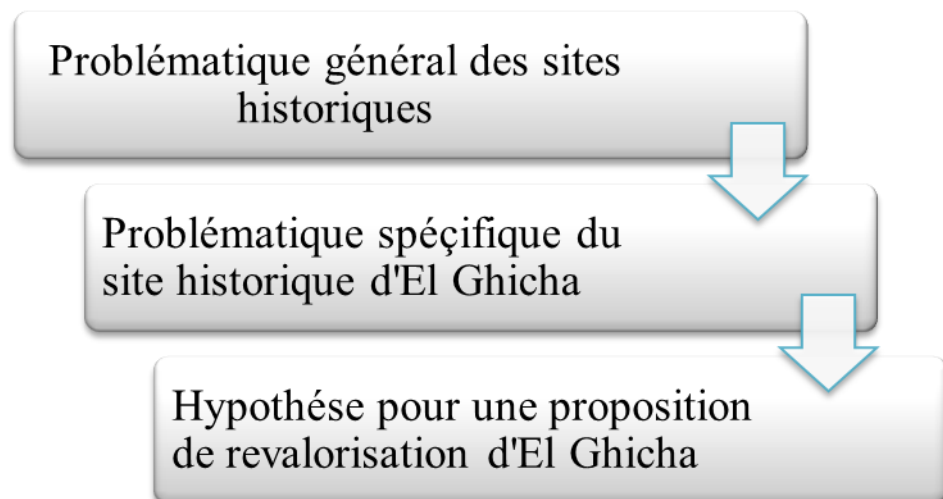 Problématique général des sites
historiques
Problématique spéçifique du
site historique d'El Ghicha
Hypothése pour une proposition
de revalorisation d'El Ghicha